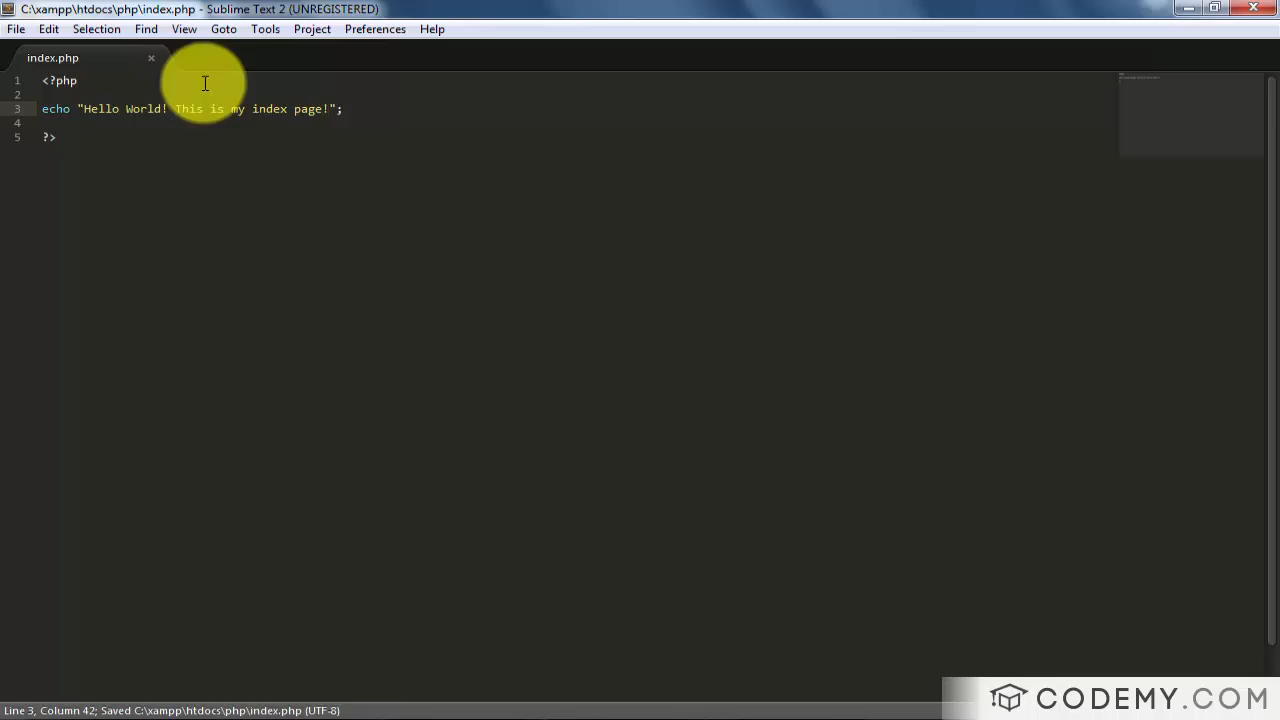 C:\xampp\htdocs\php\index.php - Sublime Text 2 (UNREGISTERED)
File Edit Selection Find View Goto Tools Project Preferences Help
index.php ×
1 <?php
2
3 echo "Hello World! This is my index page!";
4
5 ?>
Line 3, Column 42; Saved C:\xampp\htdocs\php\index.php (UTF-8)
CODEMY.COM